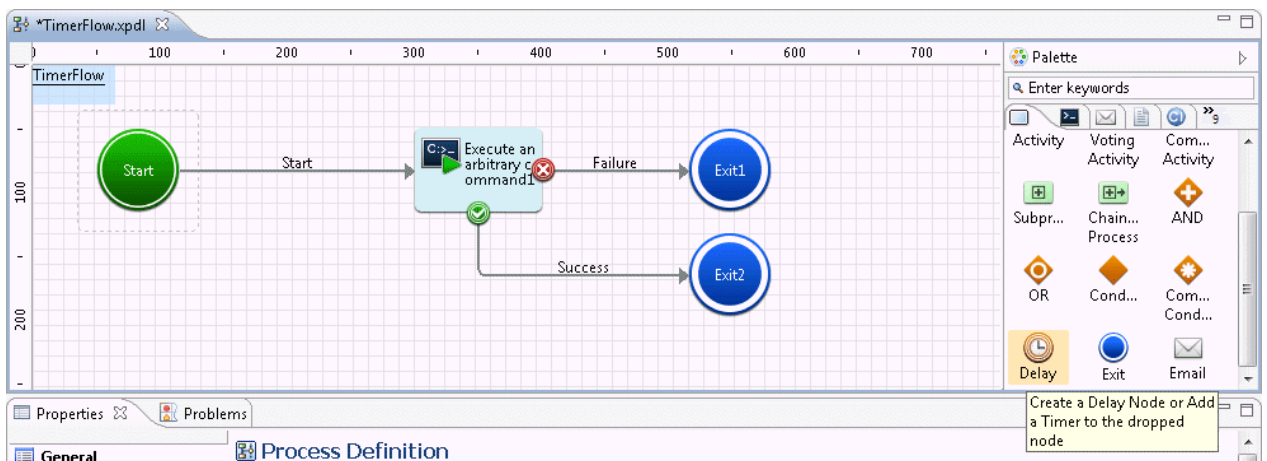 *TimerFlow.xpdl
0 100 200 300 400 500 600 700
TimerFlow
100
200
Start
Start
C:>_
Execute an
arbitrary c
ommand1
Failure
Exit1
Success
Exit2
Palette
Enter keywords
CI
»9
Activity Voting Com...
Activity Activity
Subpr... Chain... AND
Process
OR Cond... Com...
Cond...
Delay Exit Email
Create a Delay Node or Add
a Timer to the dropped
node
Properties Problems
General
Process Definition